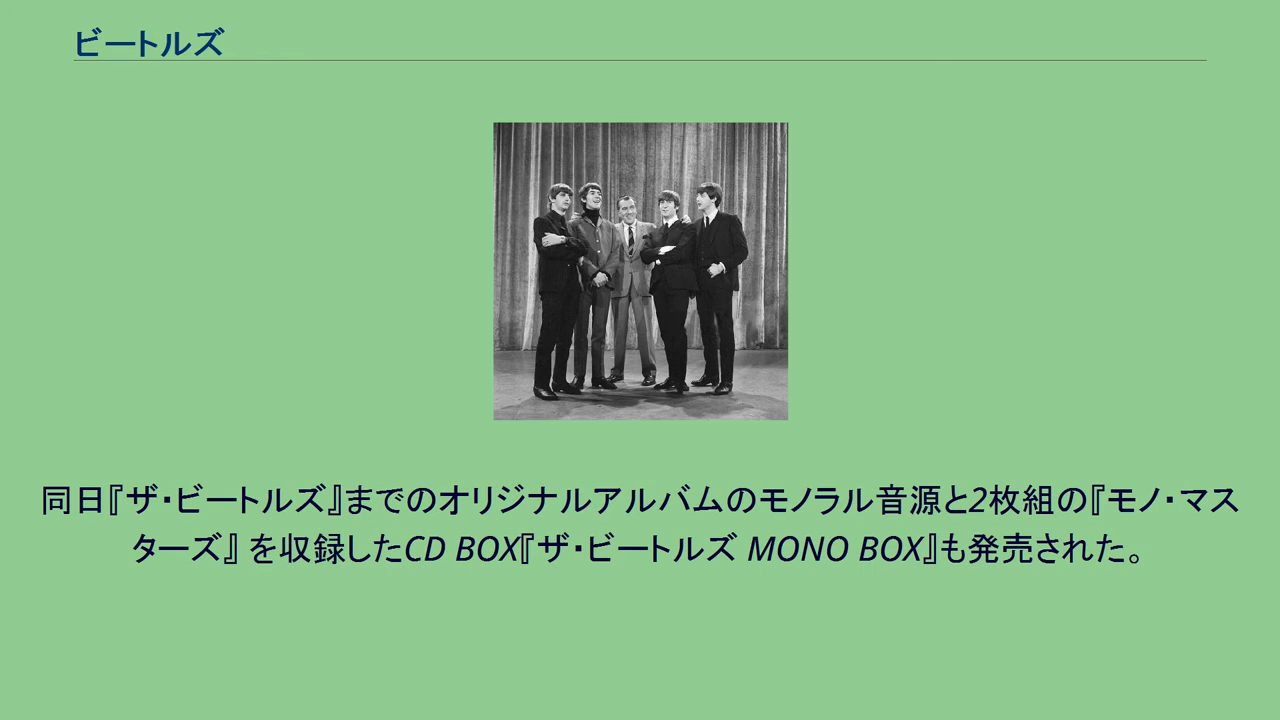 ビートルズ
同日『ザ・ビートルズ』までのオリジナルアルバムのモノラル音源と2枚組の『モノ・マス
ターズ』 を収録したCD BOX『ザ・ビートルズ MONO BOX』も発売された。